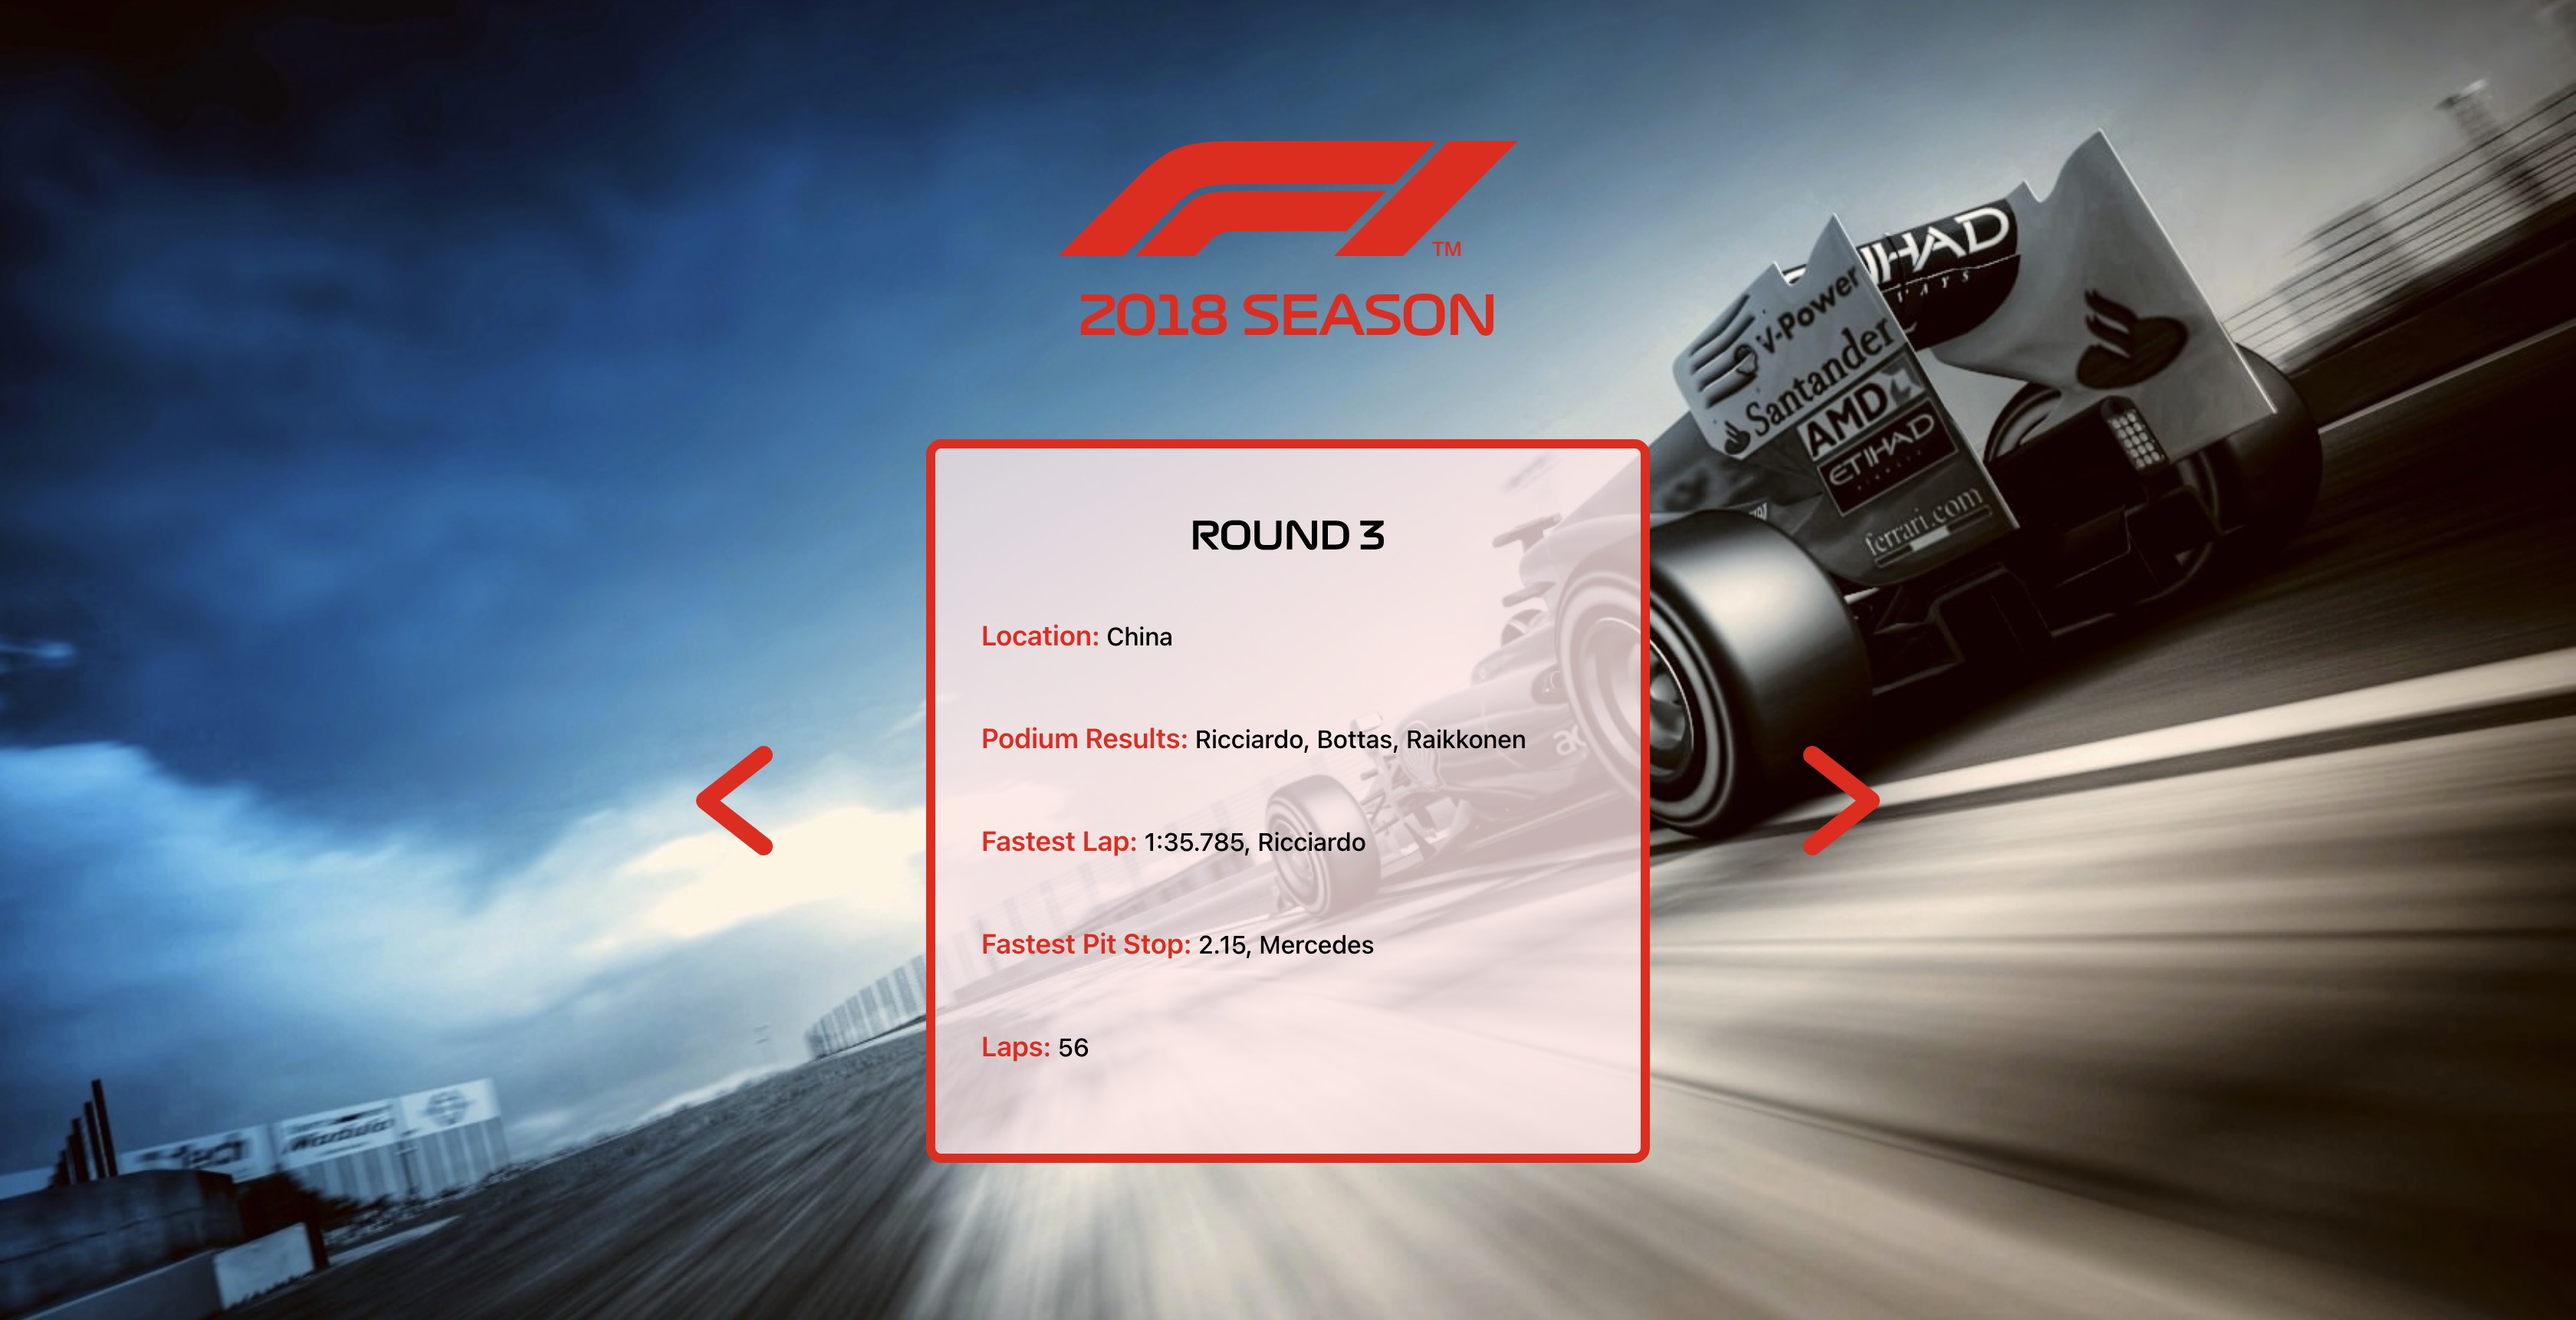 F1
TM
2018 SEASON
ROUND 3
Location: China
Podium Results: Ricciardo, Bottas, Raikkonen
Fastest Lap: 1:35.785, Ricciardo
Fastest Pit Stop: 2.15, Mercedes
Laps: 56
V-Power
Santander
AMD
ETIHAD
ferrari.com